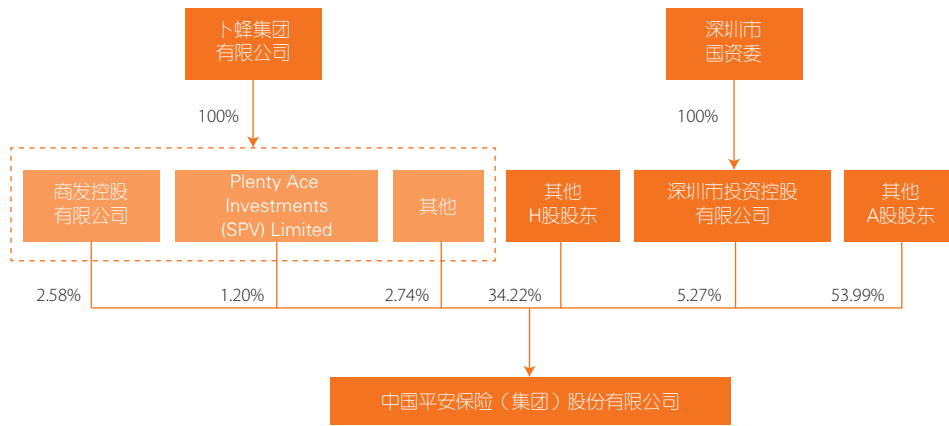 卜蜂集团
有限公司
深圳市
国资委
100%
100%
商发控股
有限公司
Plenty Ace
Investments
(SPV) Limited
其他
其他
H股股东
深圳市投资控股
有限公司
其他
A股股东
2.58%
1.20%
2.74%
34.22%
5.27%
53.99%
中国平安保险（集团）股份有限公司